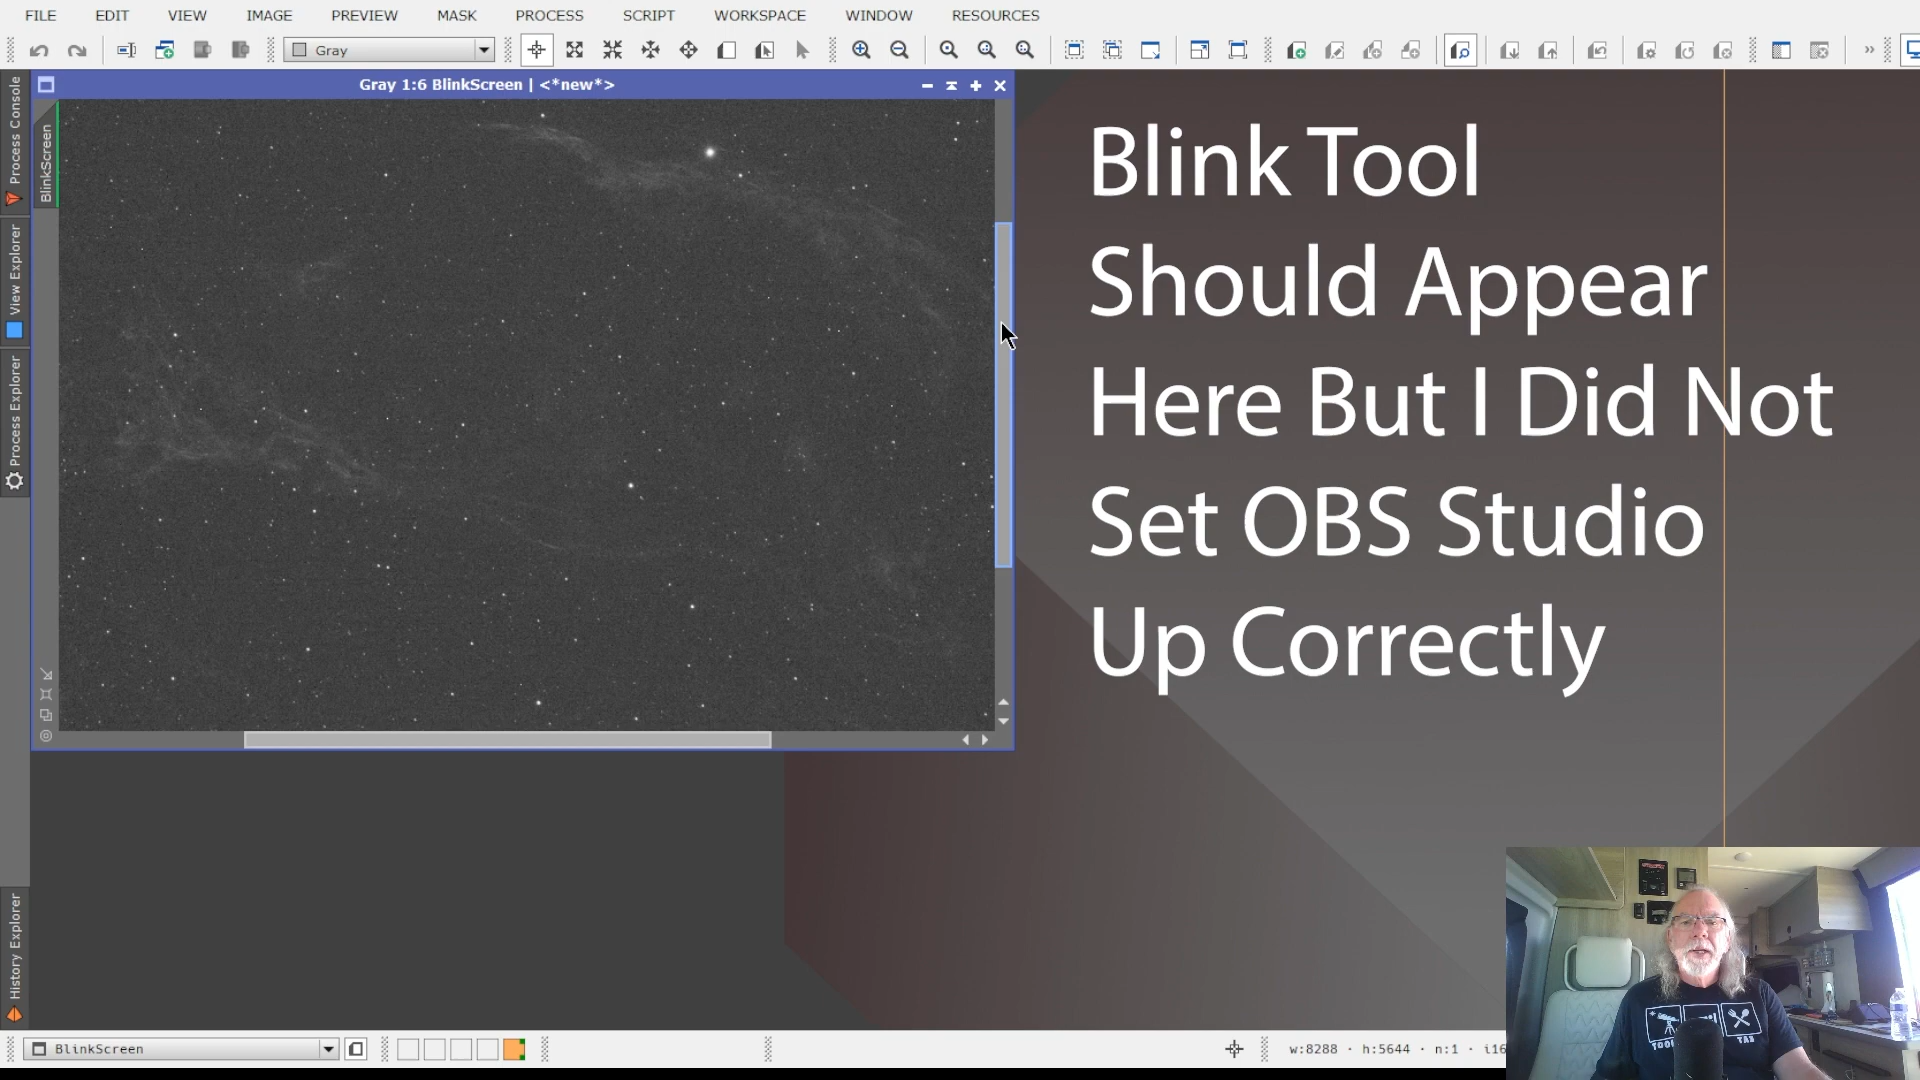 FILE EDIT VIEW IMAGE PREVIEW MASK PROCESS SCRIPT WORKSPACE WINDOW RESOURCES
Gray
»
Gray 1:6 BlinkScreen | <*new*>
Process Console
View Explorer
Process Explorer
History Explorer
BlinkScreen
Blink Tool
Should Appear
Here But I Did Not
Set OBS Studio
Up Correctly
BlinkScreen
w:8288 · h:5644 · n:1 · i16